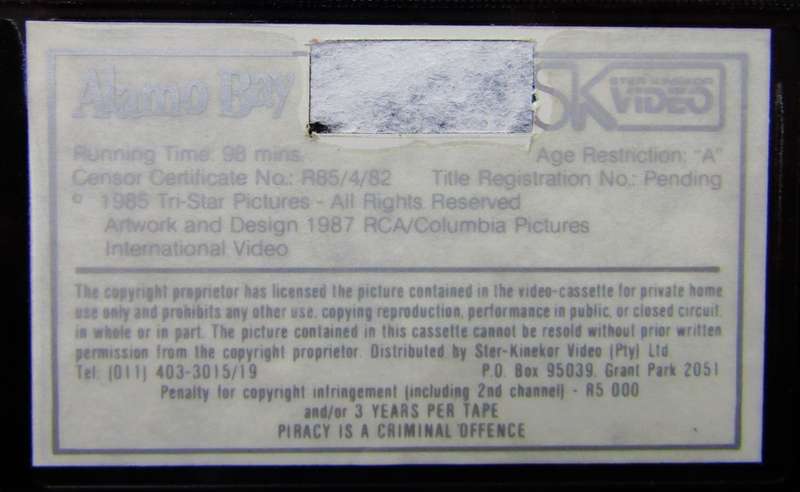 Alamo Bay
SK STER-KINEKOR VIDEO
Running Time: 98 mins. Age Restriction: "A"
Censor Certificate No.: R85/4/82 Title Registration No.: Pending
© 1985 Tri-Star Pictures - All Rights Reserved
Artwork and Design 1987 RCA/Columbia Pictures
International Video
The copyright proprietor has licensed the picture contained in the video-cassette for private home
use only and prohibits any other use, copying reproduction, performance in public, or closed circuit
in whole or in part. The picture contained in this cassette cannot be resold without prior written
permission from the copyright proprietor. Distributed by Ster-Kinekor Video (Pty) Ltd
Tel: (011) 403-3015/19 P.O. Box 95039, Grant Park 2051
Penalty for copyright infringement (including 2nd channel) - R5 000
and/or 3 YEARS PER TAPE
PIRACY IS A CRIMINAL OFFENCE